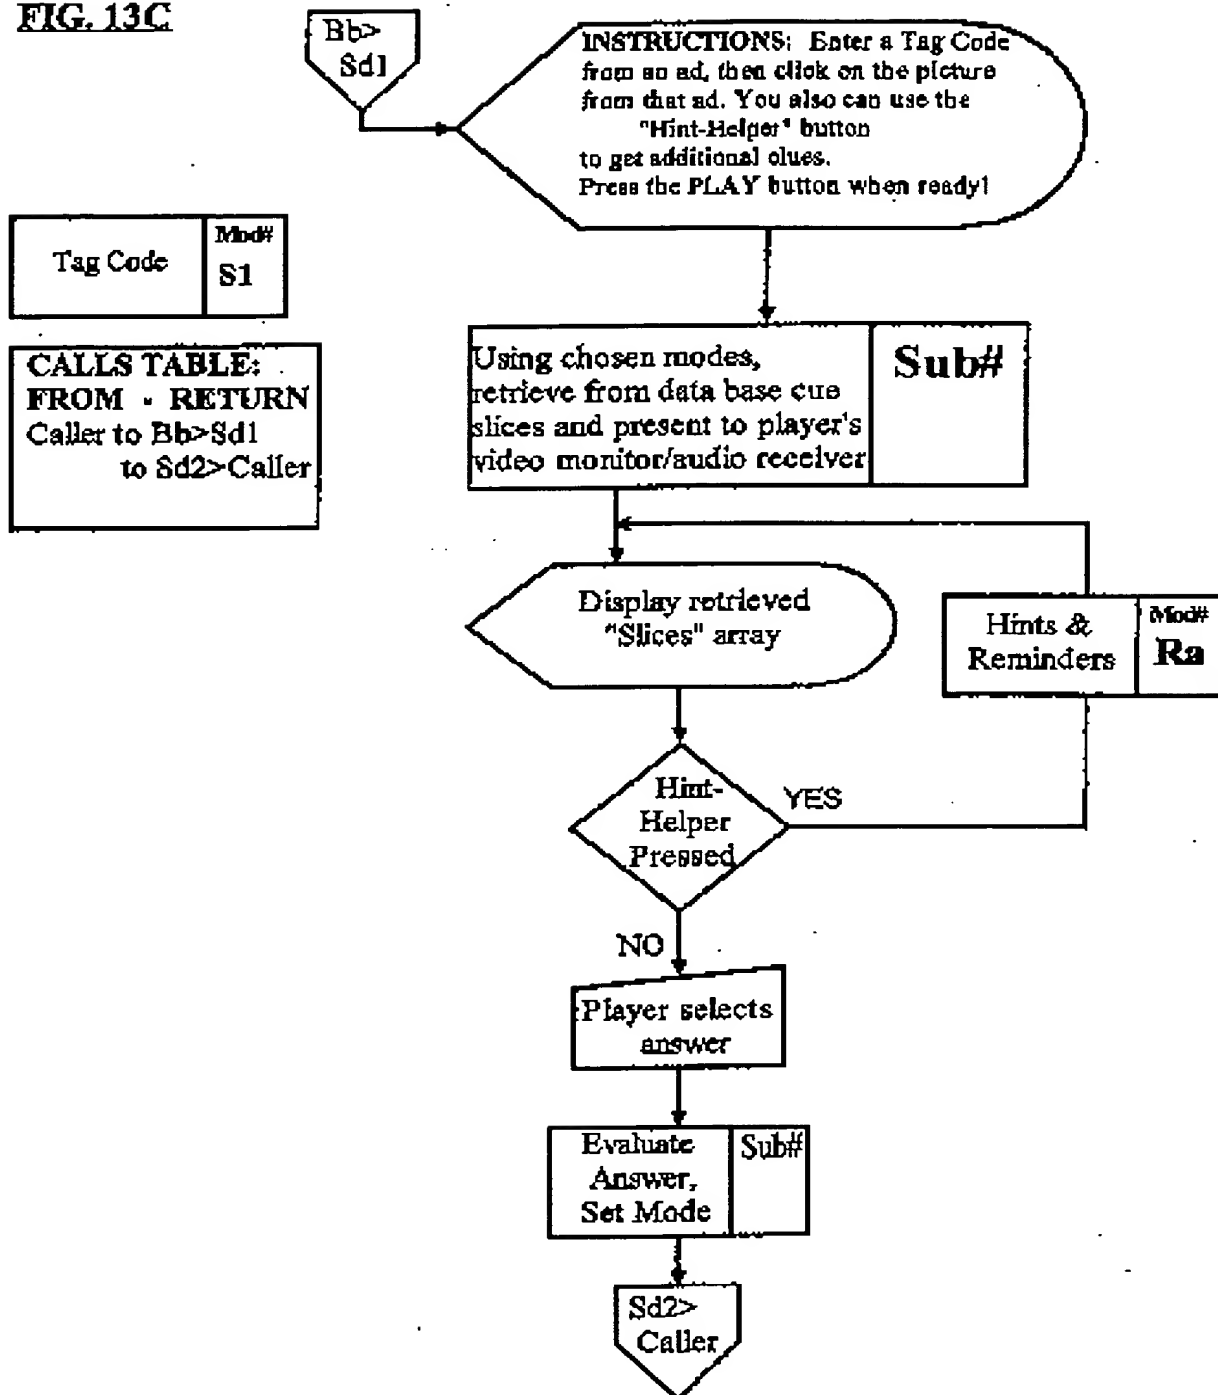 FIG. 13C
Bb>
Sd1
INSTRUCTIONS: Enter a Tag Code
from an ad, then click on the picture
from that ad. You also can use the
"Hint-Helper" button
to get additional clues.
Press the PLAY button when ready!
Tag Code
Mod#
S1
CALLS TABLE:
FROM - RETURN
Caller to Bb>Sd1
to Sd2>Caller
Using chosen modes,
retrieve from data base cue
slices and present to player's
video monitor/audio receiver
Sub#
Display retrieved
"Slices" array
Hints &
Reminders
Mod#
Ra
Hint-
Helper
Pressed
YES
NO
Player selects
answer
Evaluate
Answer,
Set Mode
Sub#
Sd2>
Caller